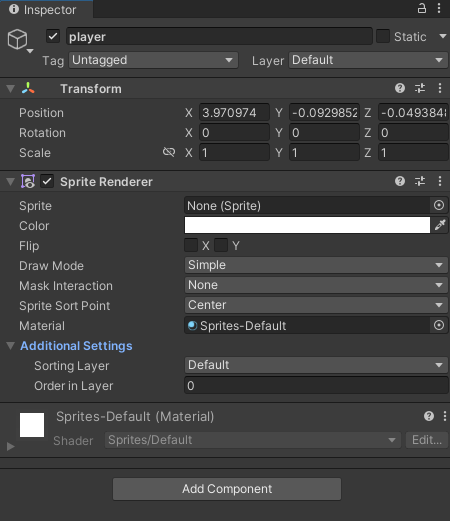 Inspector
player
Static
Tag Untagged Layer Default
Transform
Position X 3.970974 Y -0.0929852 Z -0.0493848
Rotation X 0 Y 0 Z 0
Scale X 1 Y 1 Z 1
Sprite Renderer
Sprite None (Sprite)
Color
Flip X Y
Draw Mode Simple
Mask Interaction None
Sprite Sort Point Center
Material Sprites-Default
Additional Settings
Sorting Layer Default
Order in Layer 0
Sprites-Default (Material)
Shader Sprites/Default Edit...
Add Component